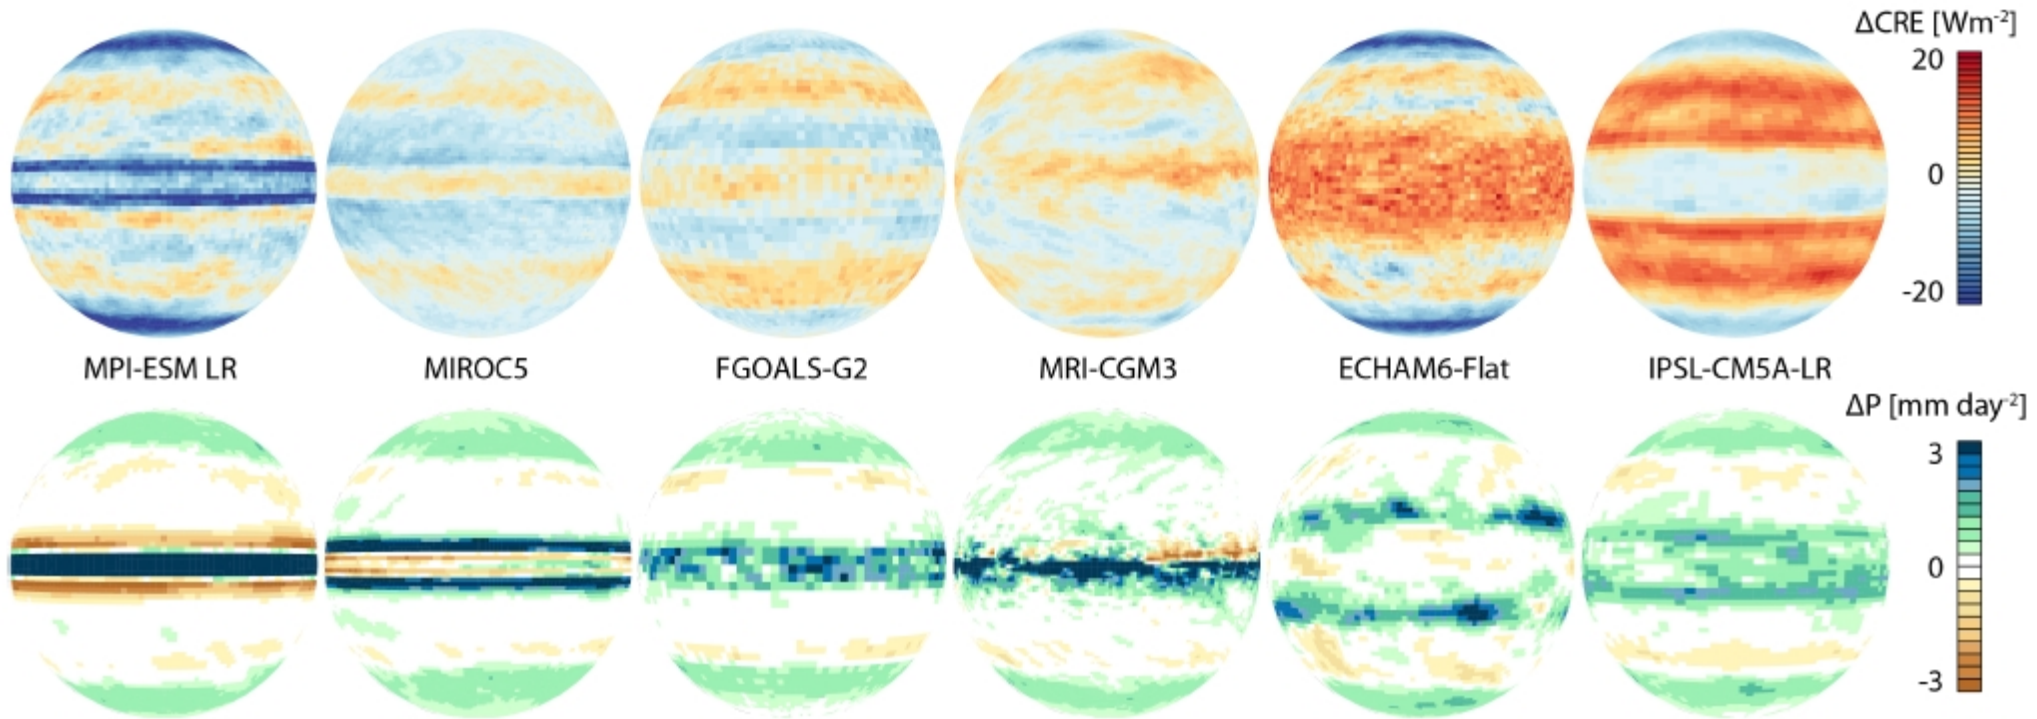 ΔCRE [Wm⁻²]
20
0
-20
MPI-ESM LR MIROC5 FGOALS-G2 MRI-CGM3 ECHAM6-Flat IPSL-CM5A-LR
ΔP [mm day⁻²]
3
0
-3